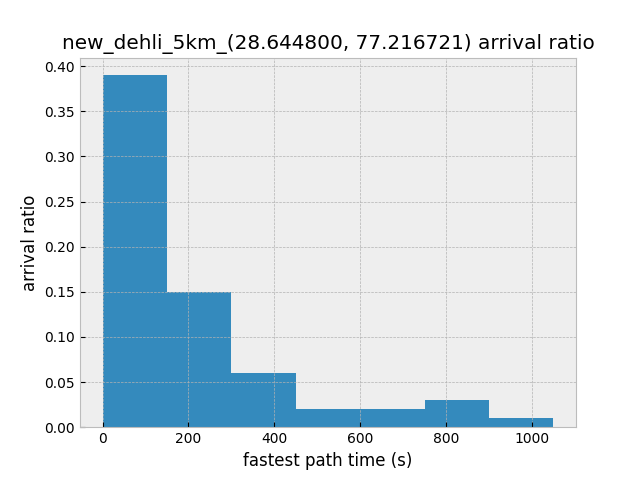 new_dehli_5km_(28.644800, 77.216721) arrival ratio
0.40
0.35
0.30
0.25
0.20
0.15
0.10
0.05
0.00
arrival ratio
0 200 400 600 800 1000
fastest path time (s)